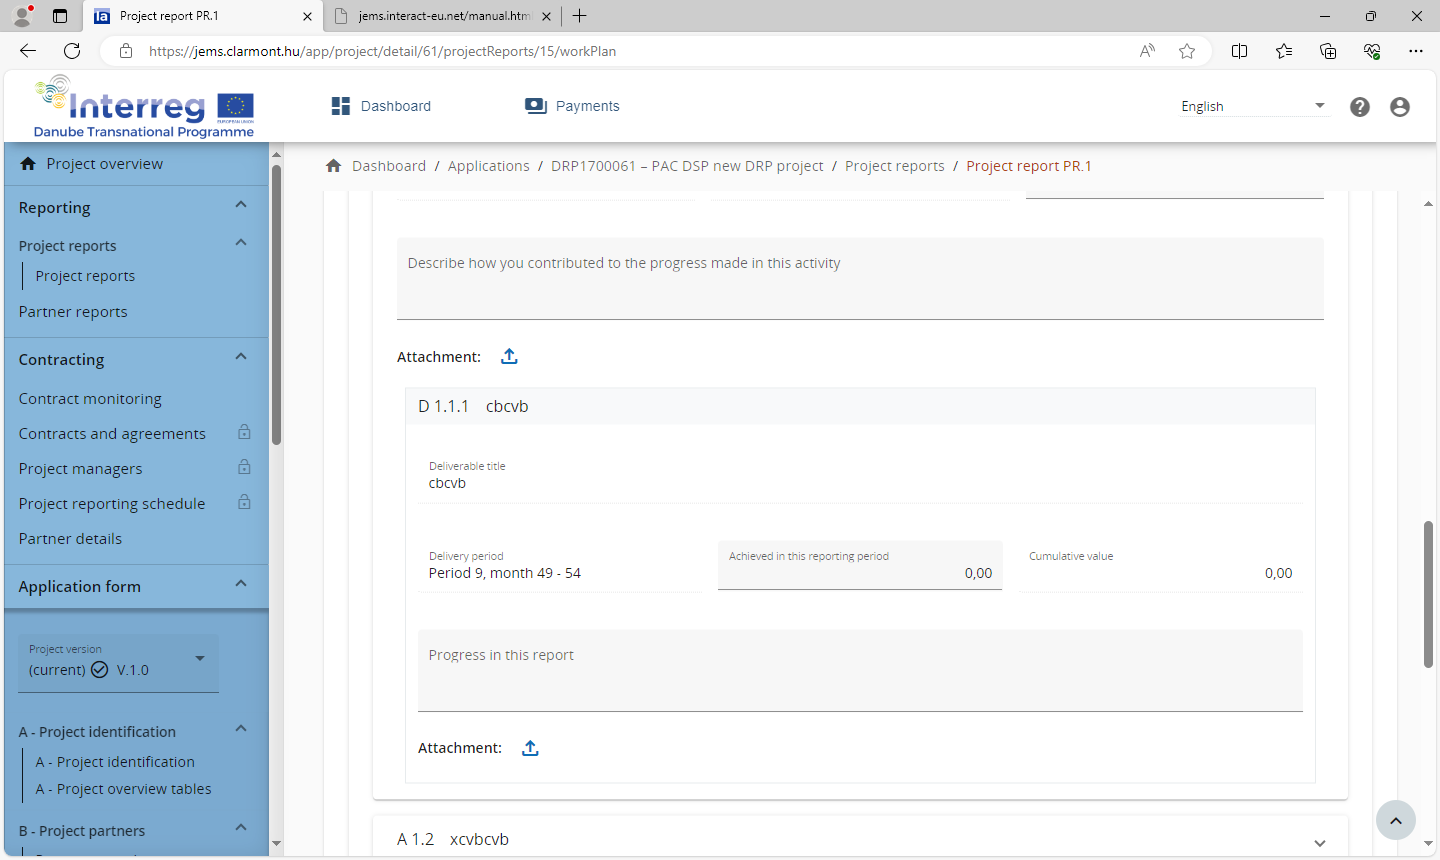 Project report PR.1
jems.interact-eu.net/manual.htm
https://jems.clarmont.hu/app/project/detail/61/projectReports/15/workPlan
Interreg
EUROPEAN UNION
Danube Transnational Programme
Dashboard
Payments
English
Project overview
Reporting
Project reports
Project reports
Partner reports
Contracting
Contract monitoring
Contracts and agreements
Project managers
Project reporting schedule
Partner details
Application form
Project version
(current) V.1.0
A - Project identification
A - Project identification
A - Project overview tables
B - Project partners
Dashboard / Applications / DRP1700061 – PAC DSP new DRP project / Project reports / Project report PR.1
Describe how you contributed to the progress made in this activity
Attachment:
D 1.1.1 cbcvb
Deliverable title
cbcvb
Delivery period
Period 9, month 49 - 54
Achieved in this reporting period
0,00
Cumulative value
0,00
Progress in this report
Attachment:
A 1.2 xcvbcvb